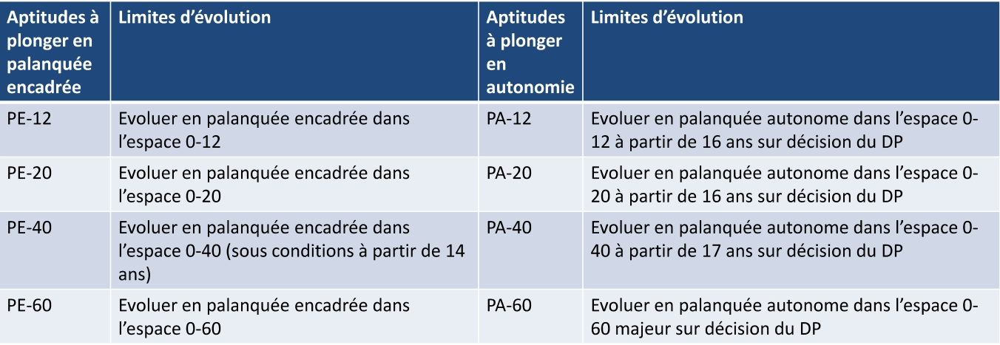 Aptitudes à
plonger en
palanquée
encadrée
Limites d’évolution
Aptitudes
à plonger
en
autonomie
Limites d’évolution
PE-12
Evoluer en palanquée encadrée dans
l’espace 0-12
PA-12
Evoluer en palanquée autonome dans l’espace 0-
12 à partir de 16 ans sur décision du DP
PE-20
Evoluer en palanquée encadrée dans
l’espace 0-20
PA-20
Evoluer en palanquée autonome dans l’espace 0-
20 à partir de 16 ans sur décision du DP
PE-40
Evoluer en palanquée encadrée dans
l’espace 0-40 (sous conditions à partir de 14
ans)
PA-40
Evoluer en palanquée autonome dans l’espace 0-
40 à partir de 17 ans sur décision du DP
PE-60
Evoluer en palanquée encadrée dans
l’espace 0-60
PA-60
Evoluer en palanquée autonome dans l’espace 0-
60 majeur sur décision du DP